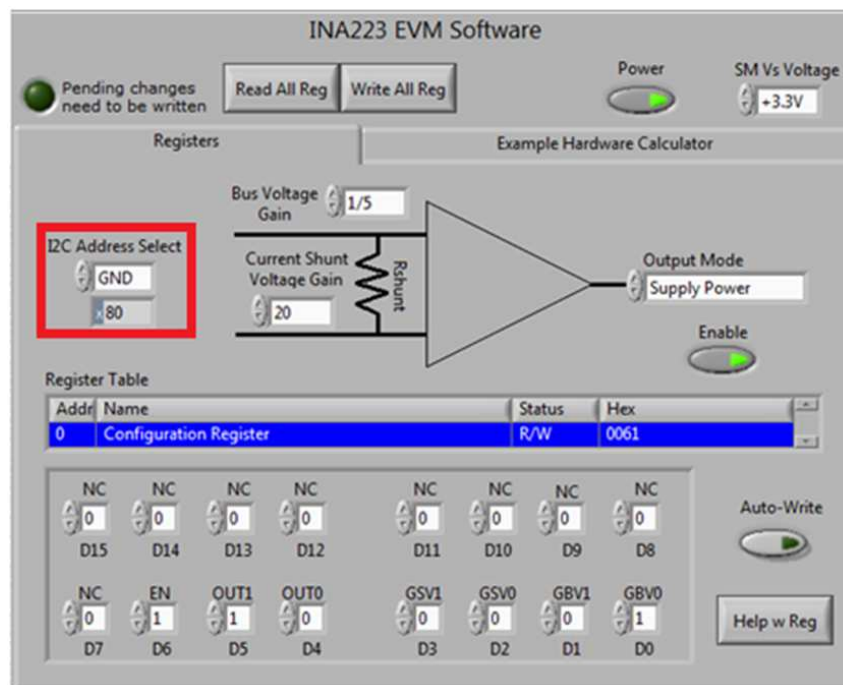 INA223 EVM Software
Pending changes
need to be written
Read All Reg
Write All Reg
Power
SM Vs Voltage
+3.3V
Registers
Example Hardware Calculator
Bus Voltage
Gain
1/5
I2C Address Select
GND
x 80
Current Shunt
Voltage Gain
20
Rshunt
Output Mode
Supply Power
Enable
Register Table
Addr Name Status Hex
0 Configuration Register R/W 0061
NC NC NC NC NC NC NC NC
0 0 0 0 0 0 0 0
D15 D14 D13 D12 D11 D10 D9 D8
Auto-Write
NC EN OUT1 OUT0 GSV1 GSV0 GBV1 GBV0
0 1 1 0 0 0 0 1
D7 D6 D5 D4 D3 D2 D1 D0
Help w Reg